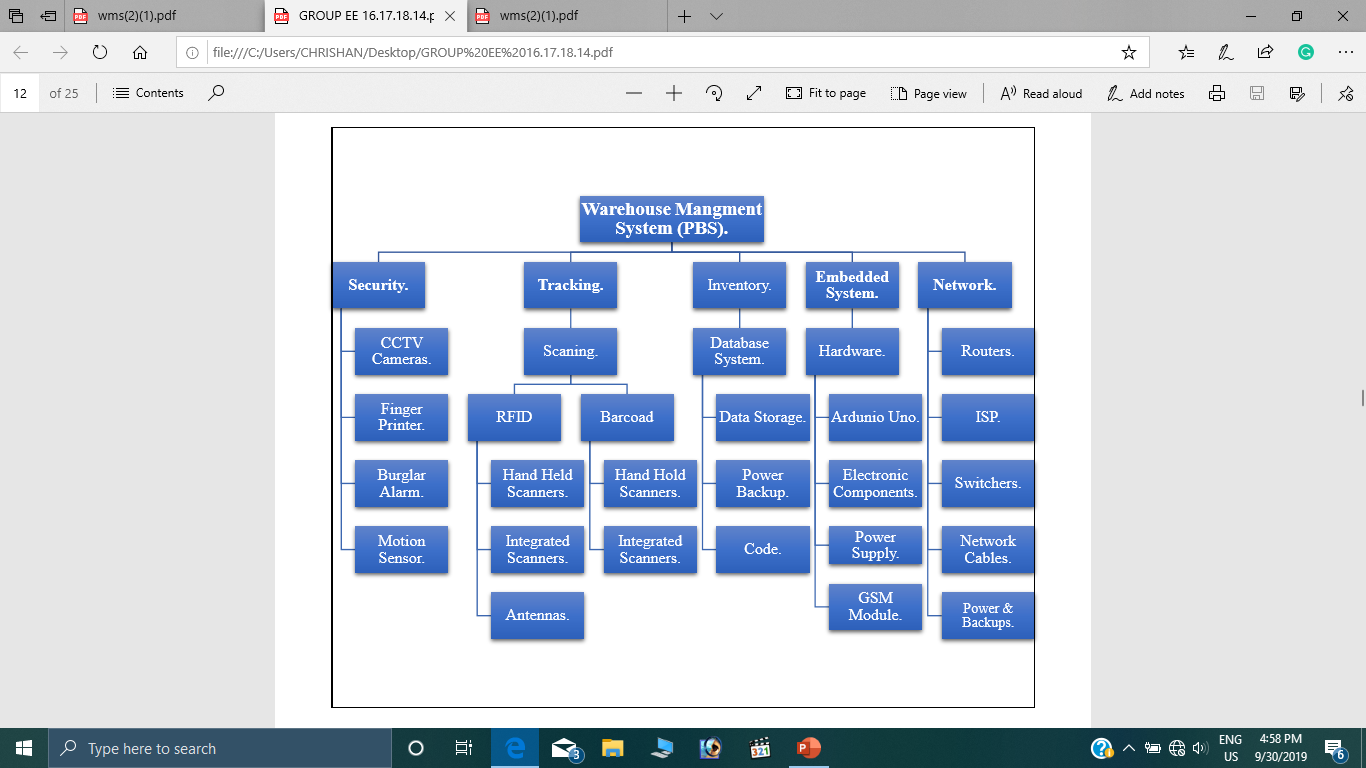 wms(2)(1).pdf
GROUP EE 16.17.18.14.p
wms(2)(1).pdf
file:///C:/Users/CHRISHAN/Desktop/GROUP%20EE%2016.17.18.14.pdf
12
of 25
Contents
Fit to page
Page view
Read aloud
Add notes
Warehouse Mangment
System (PBS).
Security.
Tracking.
Inventory.
Embedded
System.
Network.
CCTV
Cameras.
Scaning.
Database
System.
Hardware.
Routers.
Finger
Printer.
RFID
Barcoad
Data Storage.
Ardunio Uno.
ISP.
Burglar
Alarm.
Hand Held
Scanners.
Hand Hold
Scanners.
Power
Backup.
Electronic
Components.
Switchers.
Motion
Sensor.
Integrated
Scanners.
Integrated
Scanners.
Code.
Power
Supply.
Network
Cables.
Antennas.
GSM
Module.
Power &
Backups.
Type here to search
3
321
ENG
US
4:58 PM
9/30/2019
6